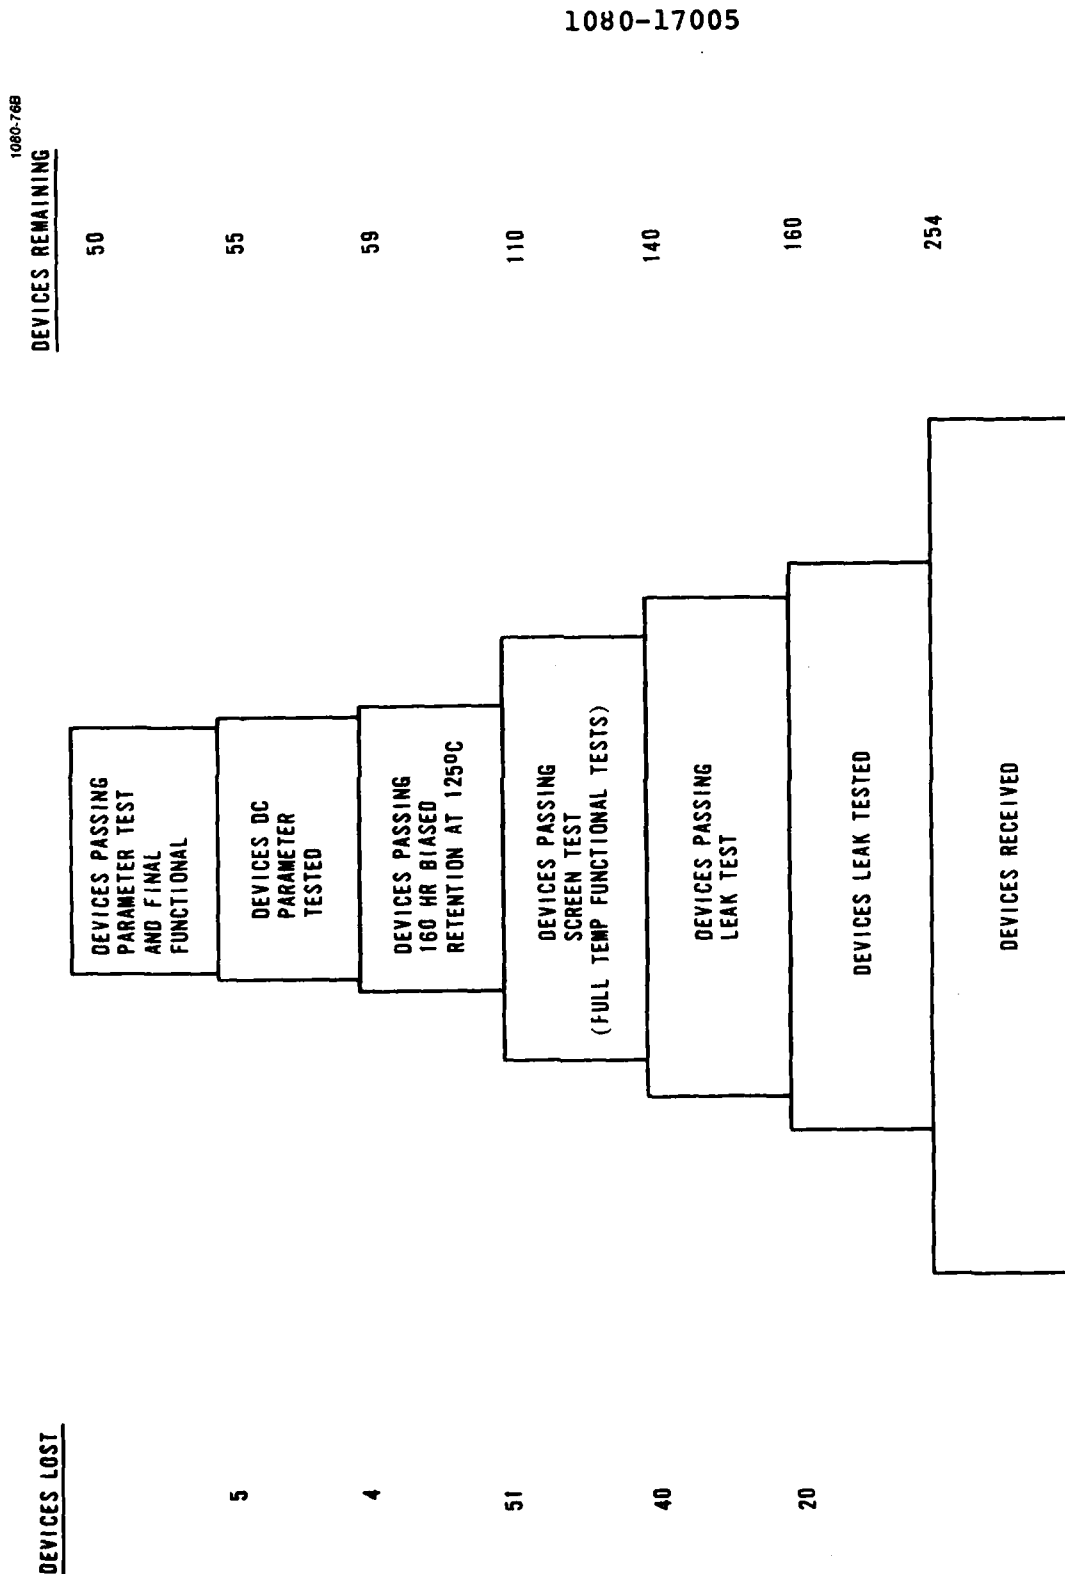 1080-17005
1080-76B
DEVICES LOST
DEVICES REMAINING
DEVICES PASSING
PARAMETER TEST
AND FINAL
FUNCTIONAL
50
5
DEVICES DC
PARAMETER
TESTED
55
4
DEVICES PASSING
160 HR BIASED
RETENTION AT 125ºC
59
51
DEVICES PASSING
SCREEN TEST
(FULL TEMP FUNCTIONAL TESTS)
110
40
DEVICES PASSING
LEAK TEST
140
20
DEVICES LEAK TESTED
160
DEVICES RECEIVED
254